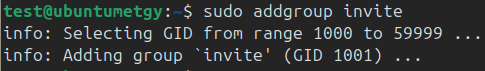 test@ubuntumetgy:~$ sudo addgroup invite
info: Selecting GID from range 1000 to 59999 ...
info: Adding group `invite' (GID 1001) ...